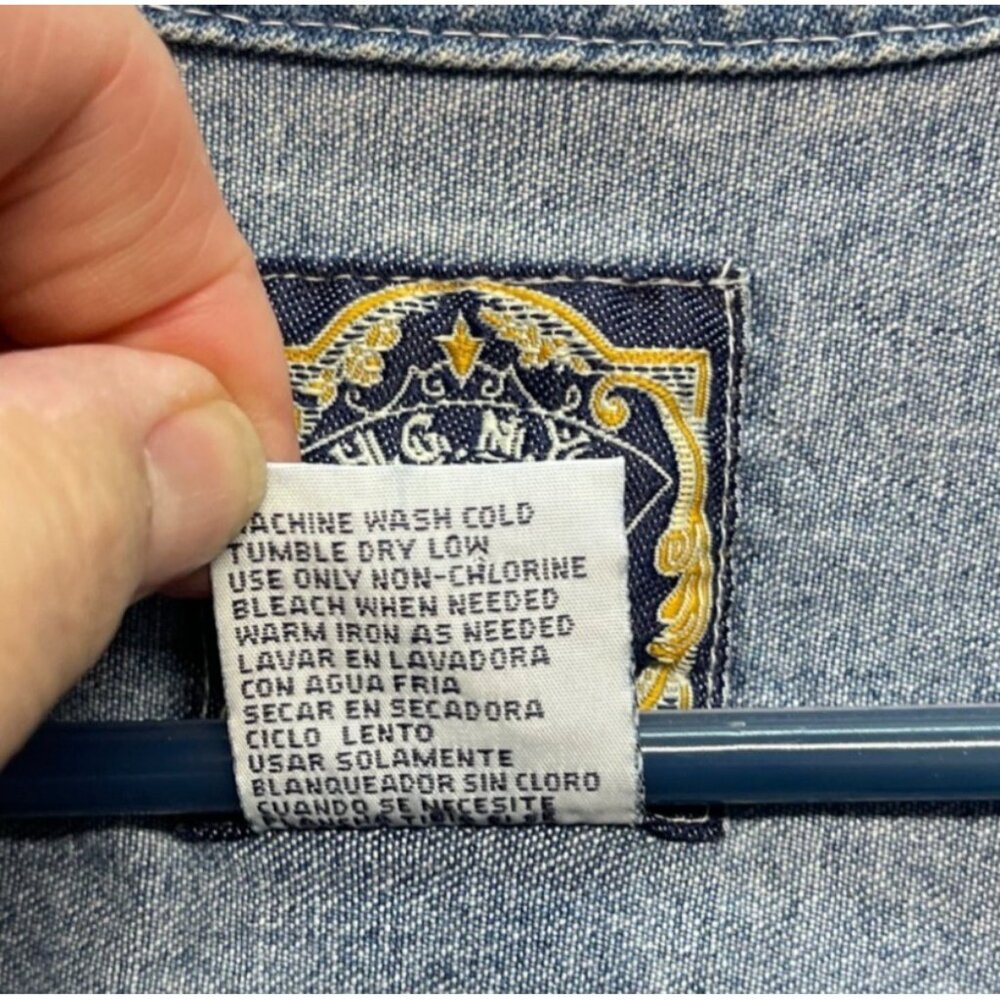 H G. N. Y
MACHINE WASH COLD
TUMBLE DRY LOW
USE ONLY NON-CHLORINE
BLEACH WHEN NEEDED
WARM IRON AS NEEDED
LAVAR EN LAVADORA
CON AGUA FRIA
SECAR EN SECADORA
CICLO LENTO
USAR SOLAMENTE
BLANQUEADOR SIN CLORO
CUANDO SE NECESITE